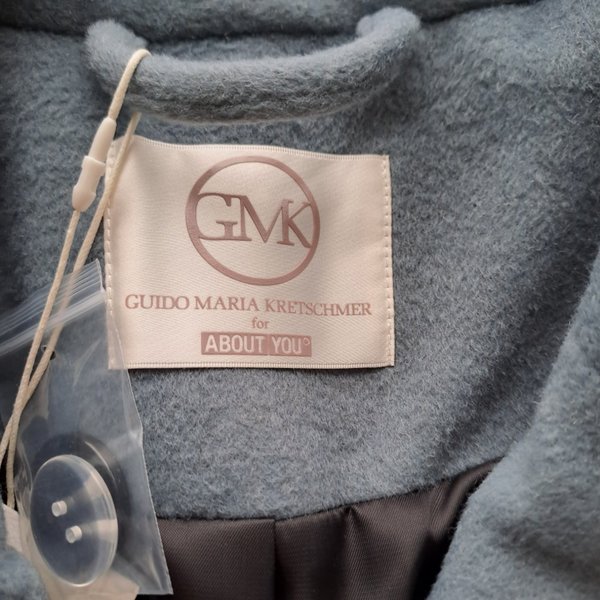 GMK
GUIDO MARIA KRETSCHMER
for
ABOUT YOU°